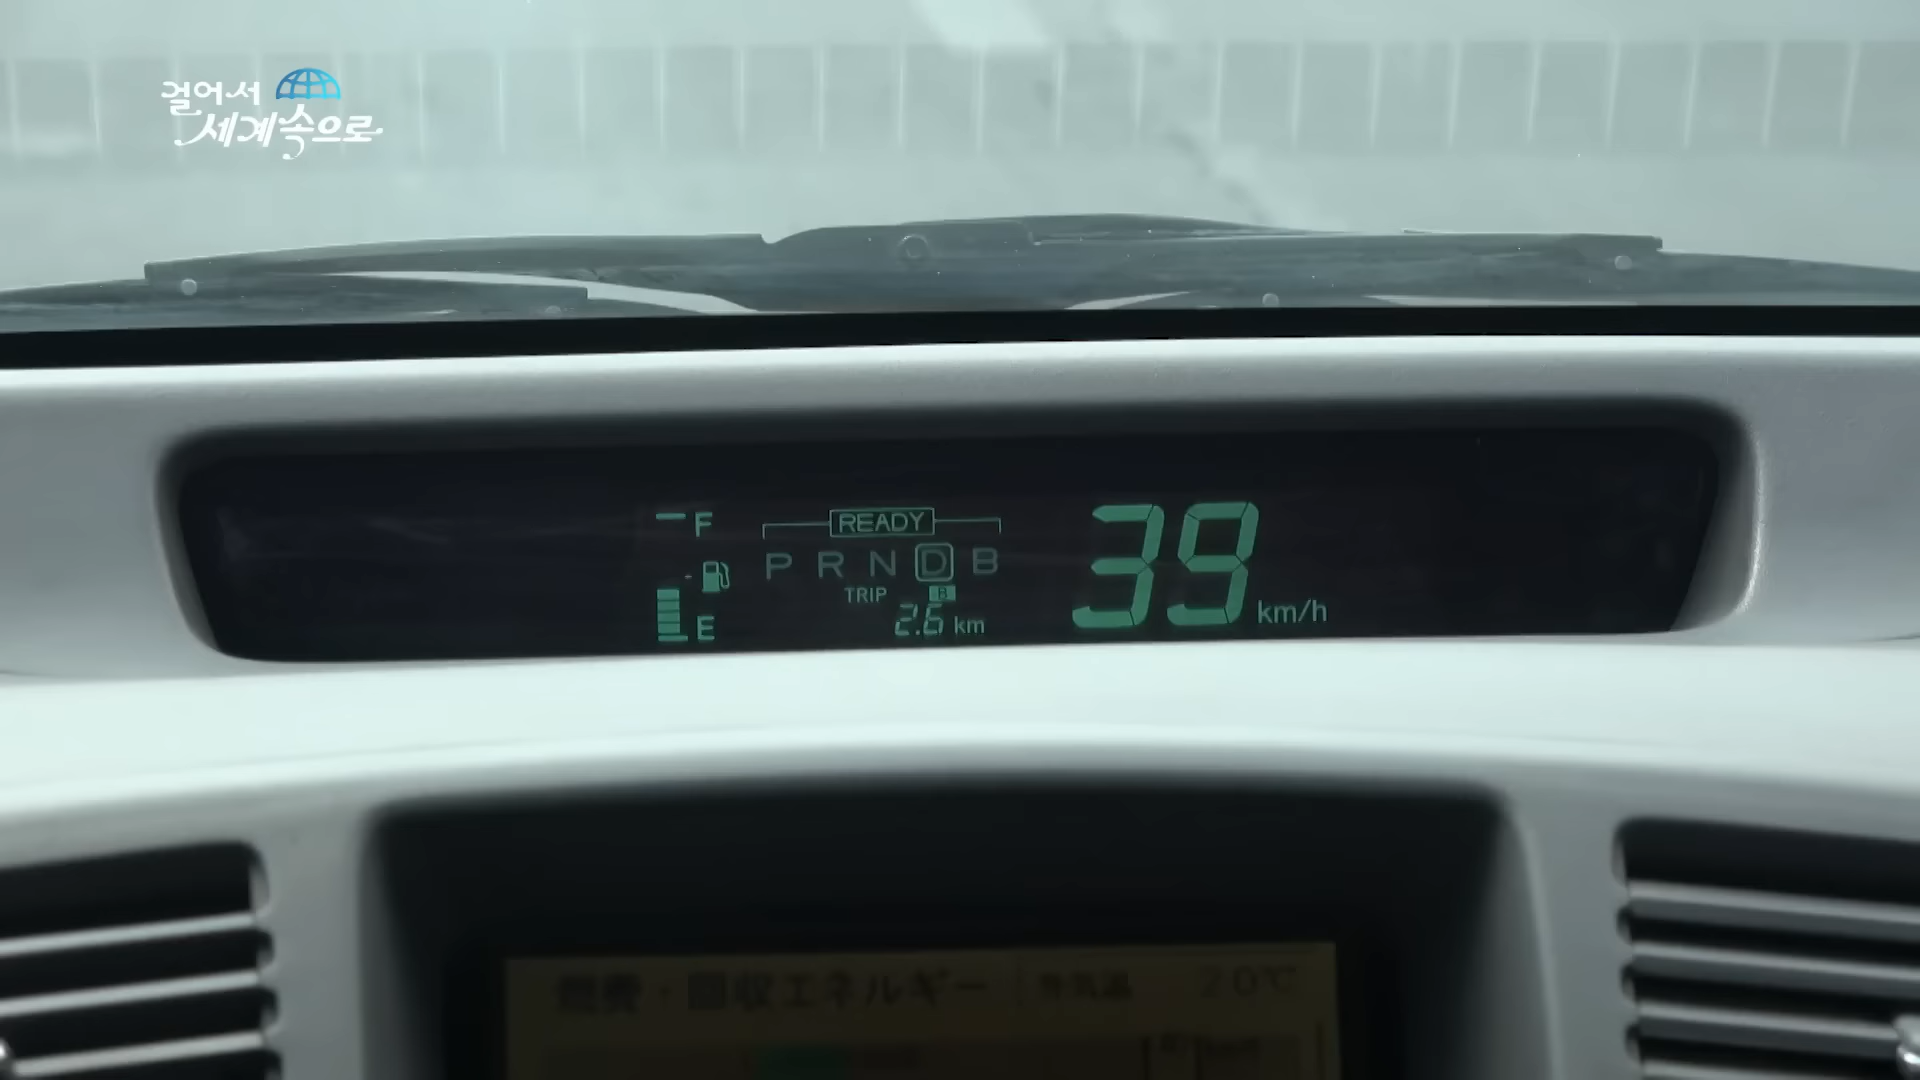 걸어서
세계속으로
F
READY
P R N D B
TRIP B
2.6 km
E
39 km/h
燃費・回収エネルギー 外気温 20℃